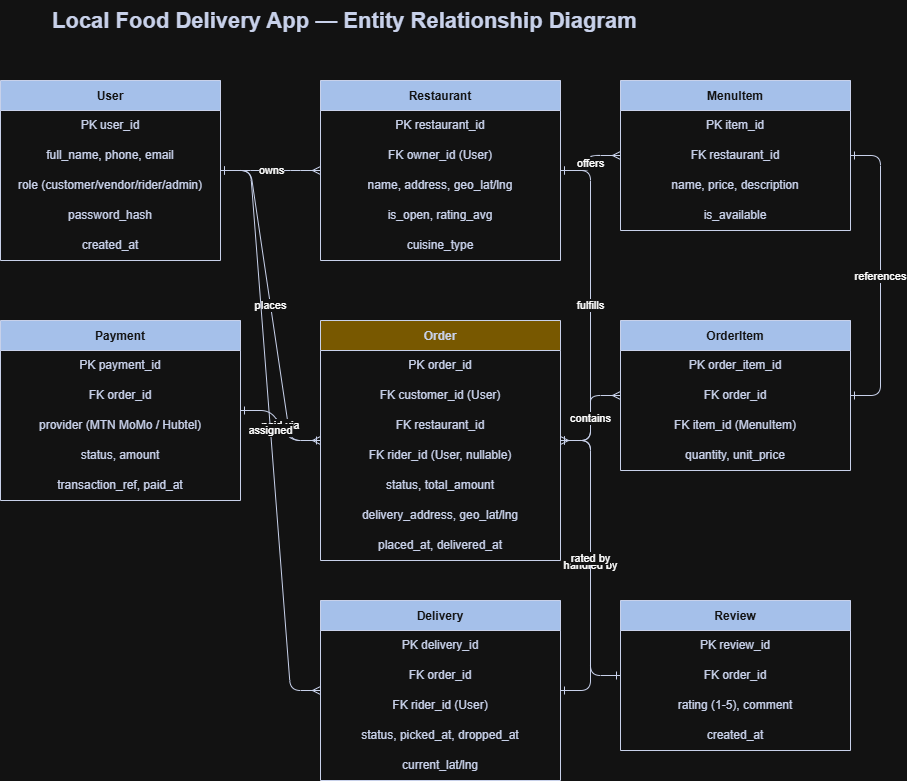 Local Food Delivery App — Entity Relationship Diagram
User
PK user_id
full_name, phone, email
role (customer/vendor/rider/admin)
password_hash
created_at
owns
Restaurant
PK restaurant_id
FK owner_id (User)
name, address, geo_lat/lng
is_open, rating_avg
cuisine_type
offers
MenuItem
PK item_id
FK restaurant_id
name, price, description
is_available
references
places
fulfills
Payment
PK payment_id
FK order_id
provider (MTN MoMo / Hubtel)
status, amount
transaction_ref, paid_at
assigned
Order
PK order_id
FK customer_id (User)
FK restaurant_id
FK rider_id (User, nullable)
status, total_amount
delivery_address, geo_lat/lng
placed_at, delivered_at
contains
OrderItem
PK order_item_id
FK order_id
FK item_id (MenuItem)
quantity, unit_price
rated by
handled by
Delivery
PK delivery_id
FK order_id
FK rider_id (User)
status, picked_at, dropped_at
current_lat/lng
Review
PK review_id
FK order_id
rating (1-5), comment
created_at